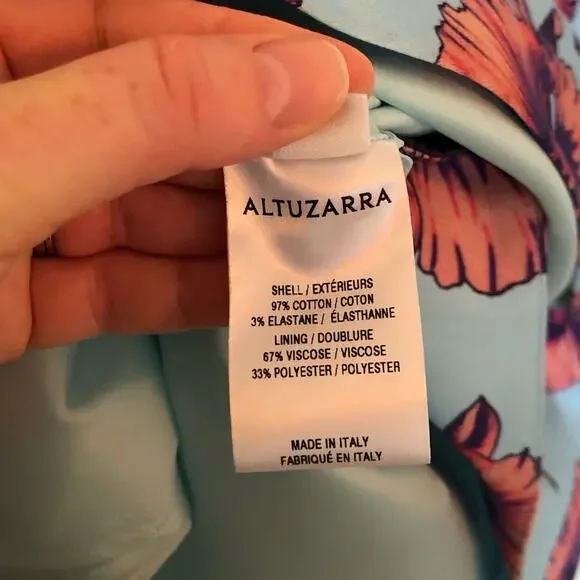 ALTUZARRA
SHELL / EXTÉRIEURS
97% COTTON / COTON
3% ELASTANE / ÉLASTHANNE
LINING / DOUBLURE
67% VISCOSE / VISCOSE
33% POLYESTER / POLYESTER
MADE IN ITALY
FABRIQUÉ EN ITALY